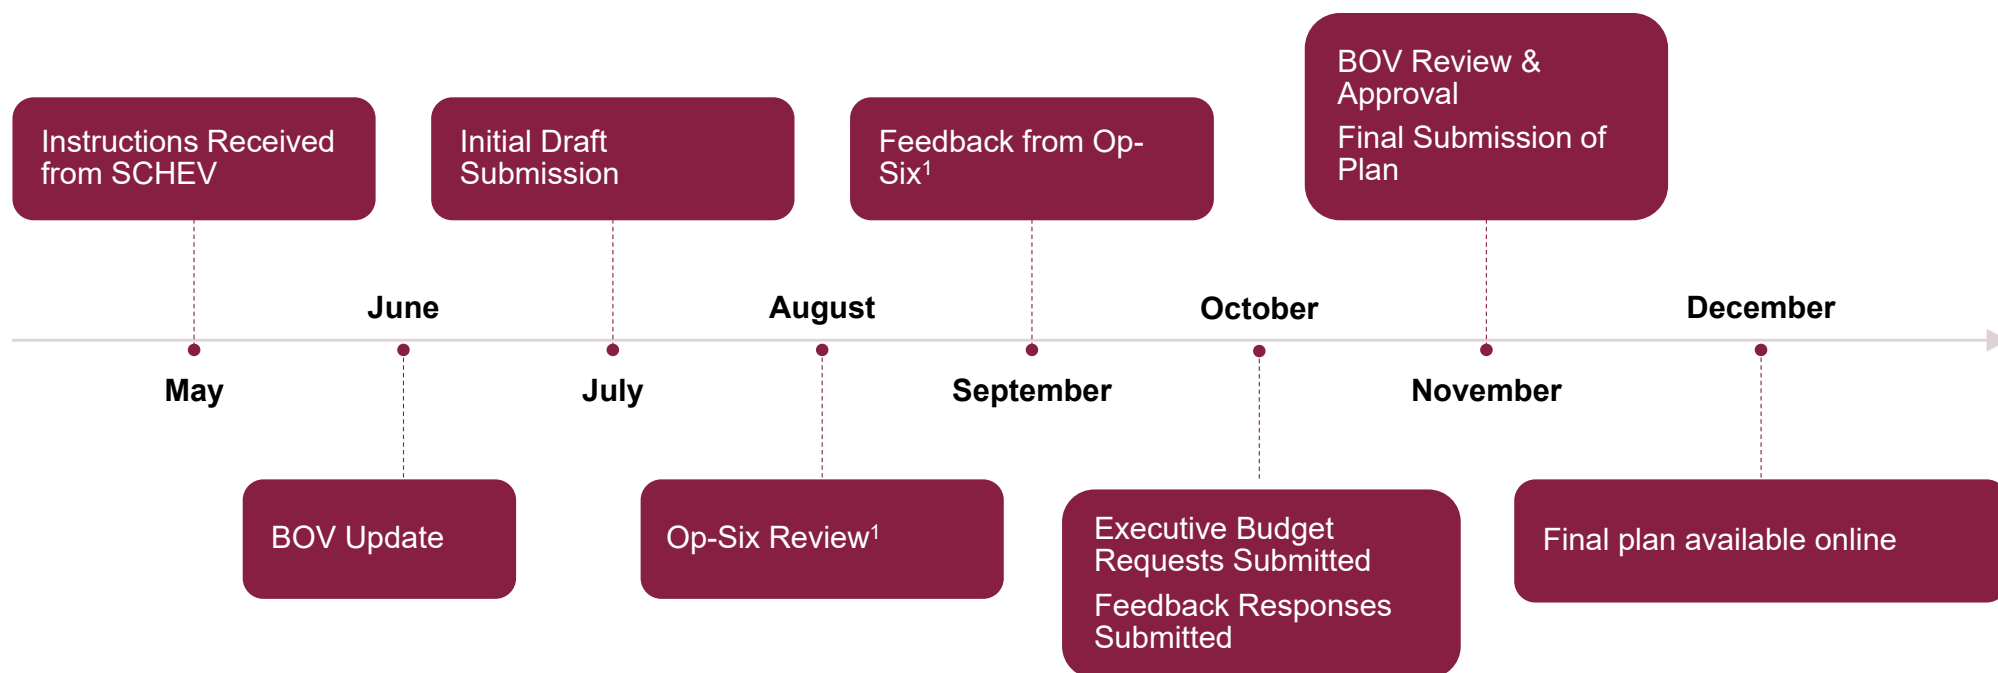 Instructions Received
from SCHEV
Initial Draft
Submission
Feedback from Op-
Six¹
BOV Review &
Approval
Final Submission of
Plan
June
August
October
December
May
July
September
November
BOV Update
Op-Six Review¹
Executive Budget
Requests Submitted
Feedback Responses
Submitted
Final plan available online